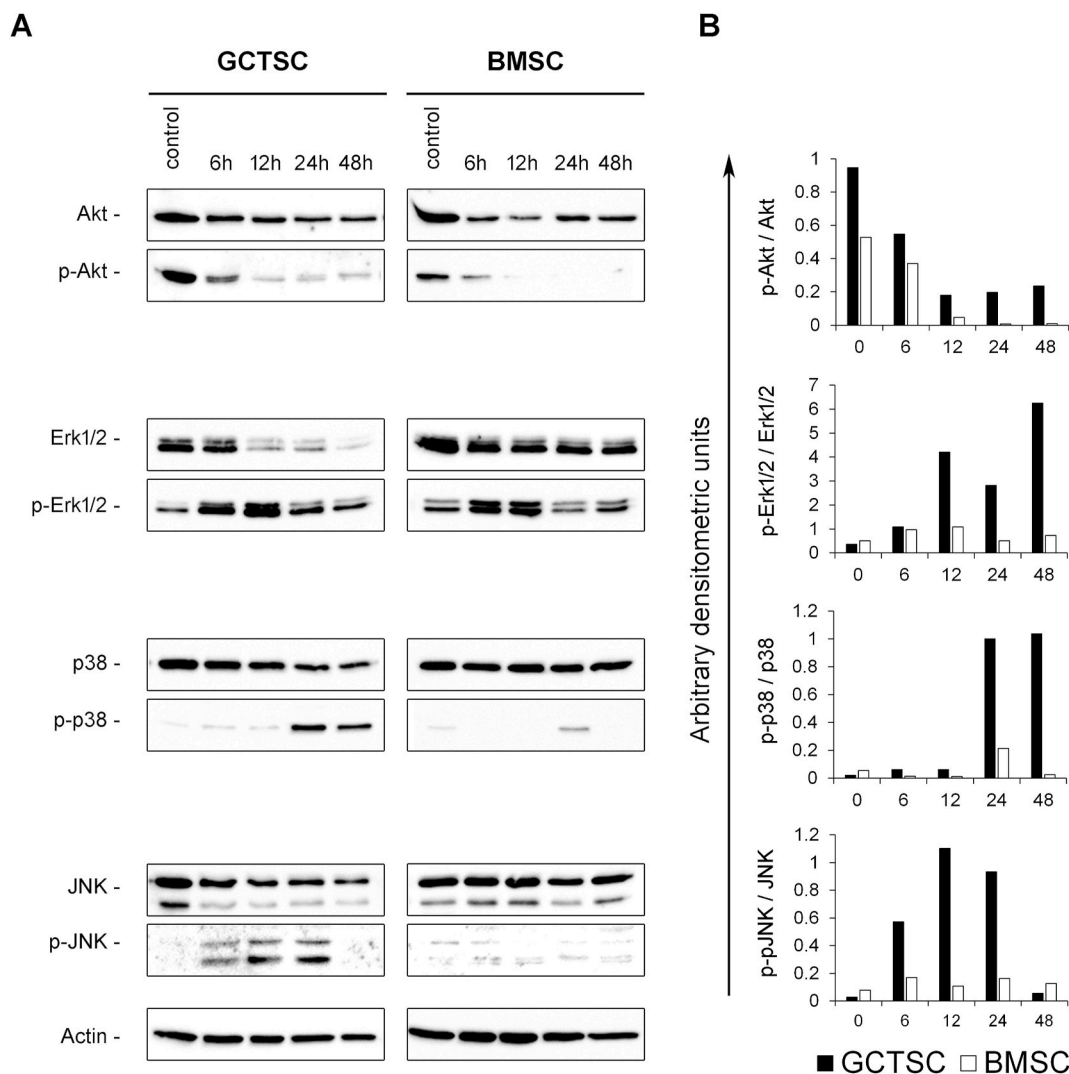 A
GCTSC BMSC
control 6h 12h 24h 48h control 6h 12h 24h 48h
Akt -
p-Akt -
Erk1/2 -
p-Erk1/2 -
p38 -
p-p38 -
JNK -
p-JNK -
Actin -
B
Arbitrary densitometric units
p-Akt / Akt
1
0.8
0.6
0.4
0.2
0
0 6 12 24 48
p-Erk1/2 / Erk1/2
7
6
5
4
3
2
1
0
0 6 12 24 48
p-p38 / p38
1.2
1
0.8
0.6
0.4
0.2
0
0 6 12 24 48
p-pJNK / JNK
1.2
1
0.8
0.6
0.4
0.2
0
0 6 12 24 48
GCTSC BMSC